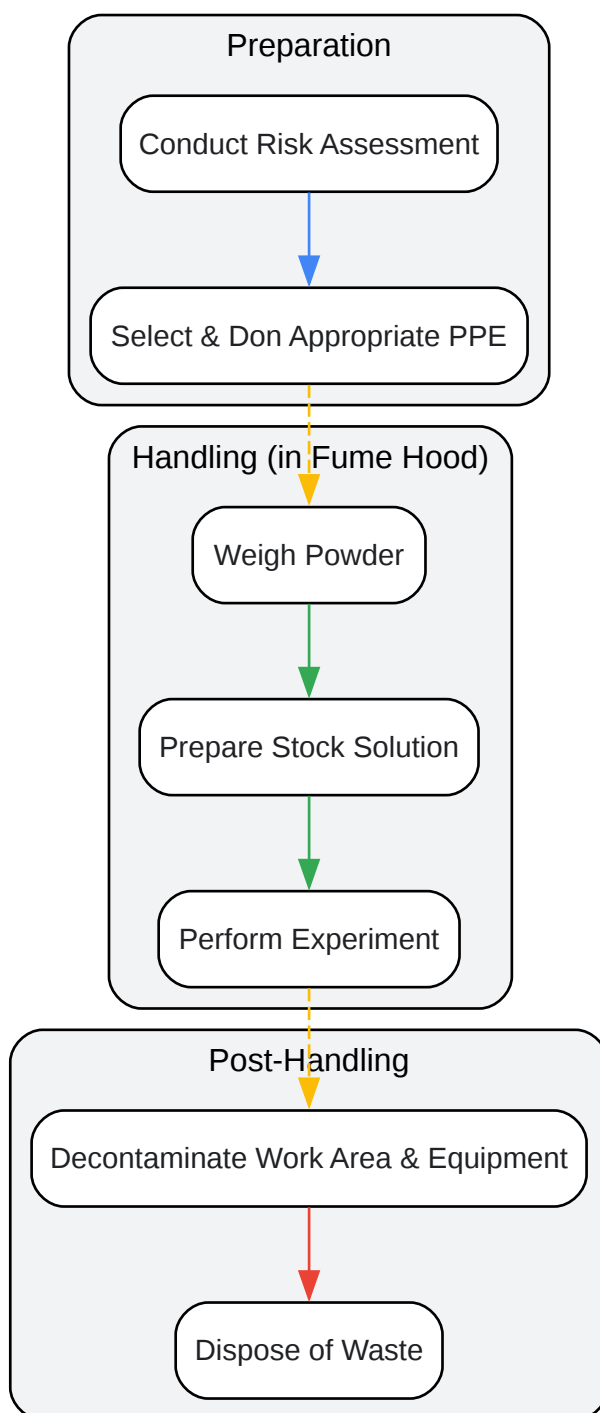 Preparation
Conduct Risk Assessment
Select & Don Appropriate PPE
Handling (in Fume Hood)
Weigh Powder
Prepare Stock Solution
Perform Experiment
Post-Handling
Decontaminate Work Area & Equipment
Dispose of Waste